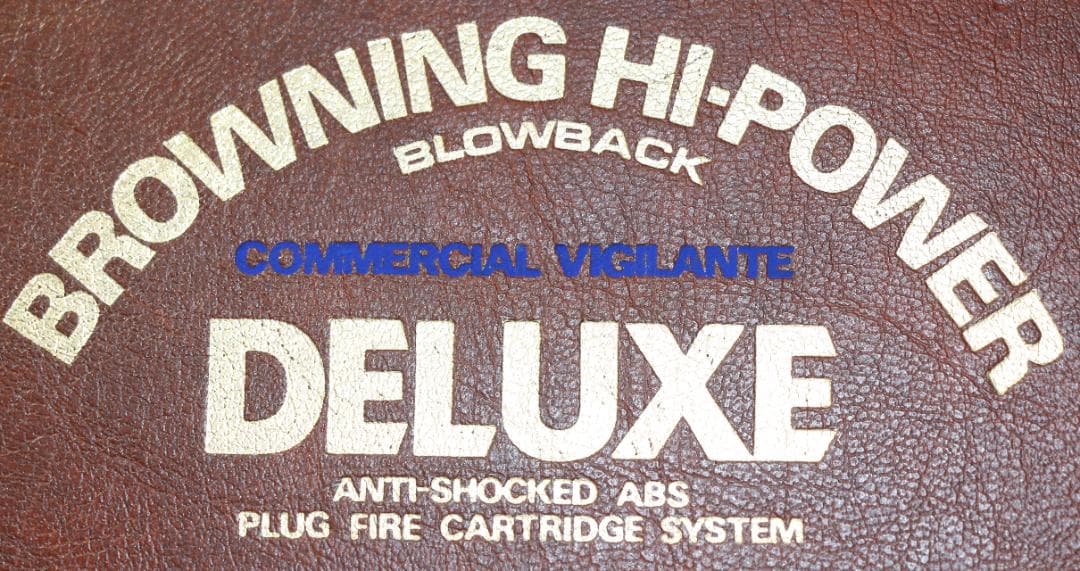 BROWNING HI-POWER
BLOWBACK
COMMERCIAL VIGILANTE
DELUXE
ANTI-SHOCKED ABS
PLUG FIRE CARTRIDGE SYSTEM